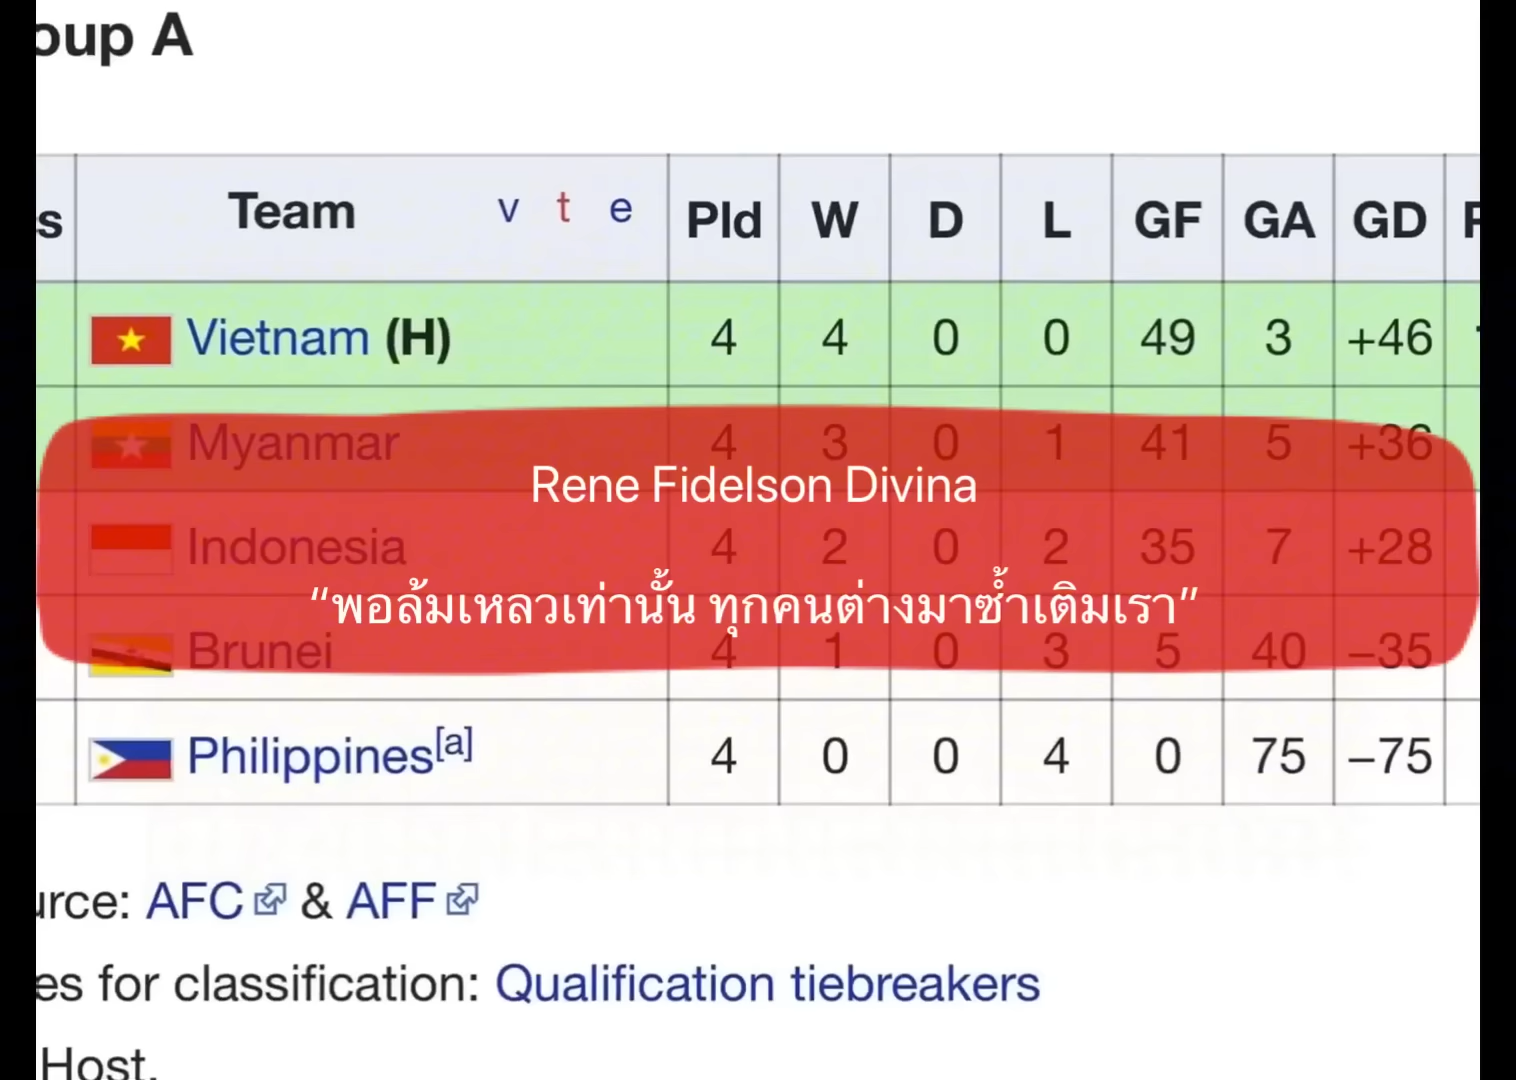 oup A
s Team v t e Pld W D L GF GA GD P
Vietnam (H) 4 4 0 0 49 3 +46
Myanmar 4 3 0 1 41 5 +36
Rene Fidelson Divina
Indonesia 4 2 0 2 35 7 +28
“พอล้มเหลวเท่านั้น ทุกคนต่างมาซ้ำเติมเรา”
Brunei 4 1 0 3 5 40 −35
Philippines[a] 4 0 0 4 0 75 −75
urce: AFC & AFF
es for classification: Qualification tiebreakers
Host.